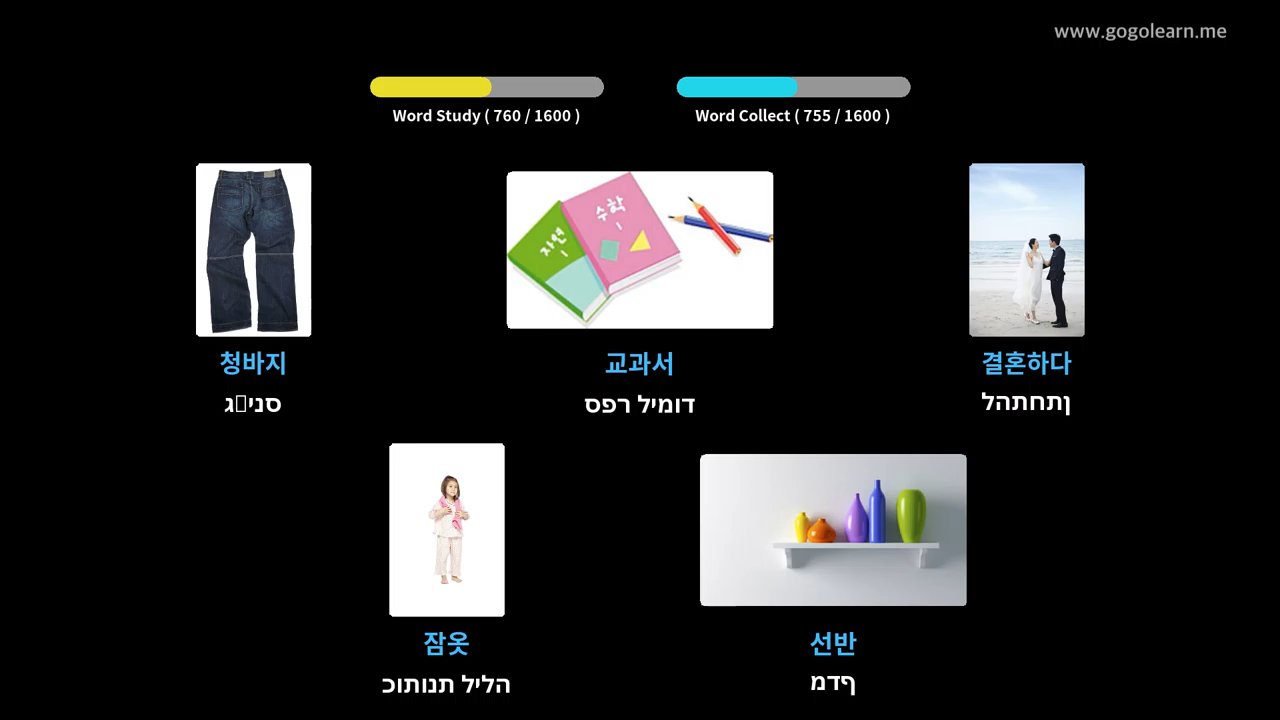 www.gogolearn.me
Word Study ( 760 / 1600 )
Word Collect ( 755 / 1600 )
수학
자연
청바지
교과서
결혼하다
דומיל רפס
ןתחתהל
잠옷
선반
הליל תנותוכ
ףדמ